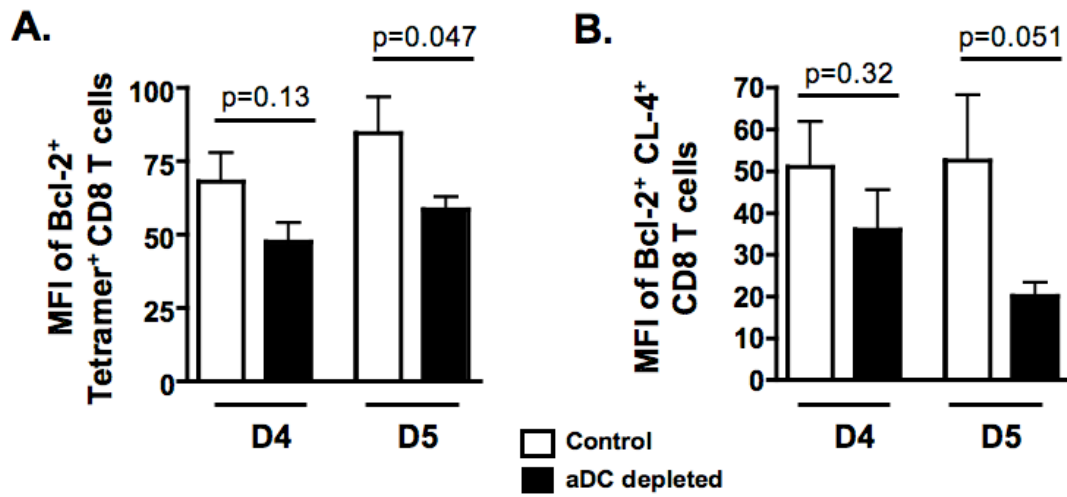 A.
p=0.047
p=0.13
MFI of Bcl-2⁺
Tetramer⁺ CD8 T cells
100
75
50
25
0
D4
D5
B.
p=0.051
p=0.32
MFI of Bcl-2⁺ CL-4⁺
CD8 T cells
70
60
50
40
30
20
10
0
D4
D5
Control
aDC depleted